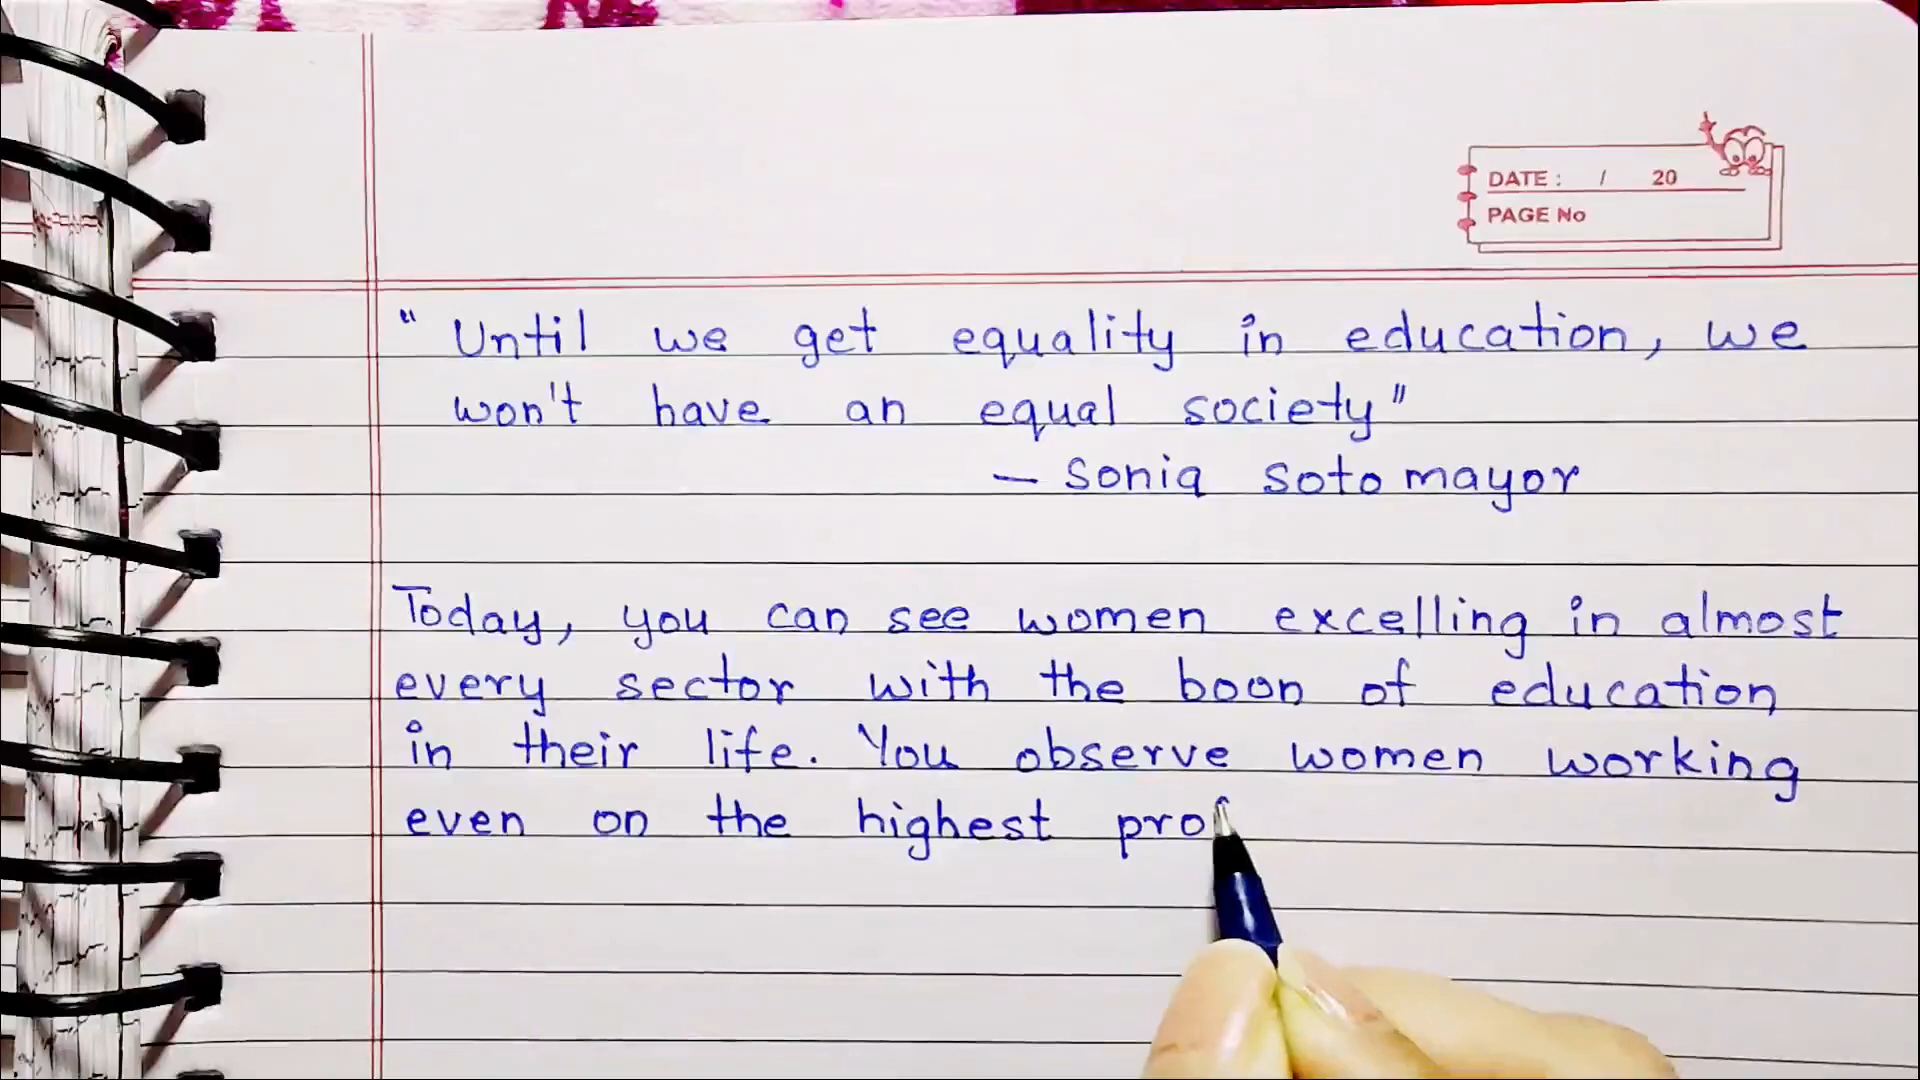 DATE : / 20
PAGE No
" Until we get equality in education, we
won't have an equal society"
— Sonia Sotomayor
Today, you can see women excelling in almost
every sector with the boon of education
in their life. You observe women working
even on the highest prof